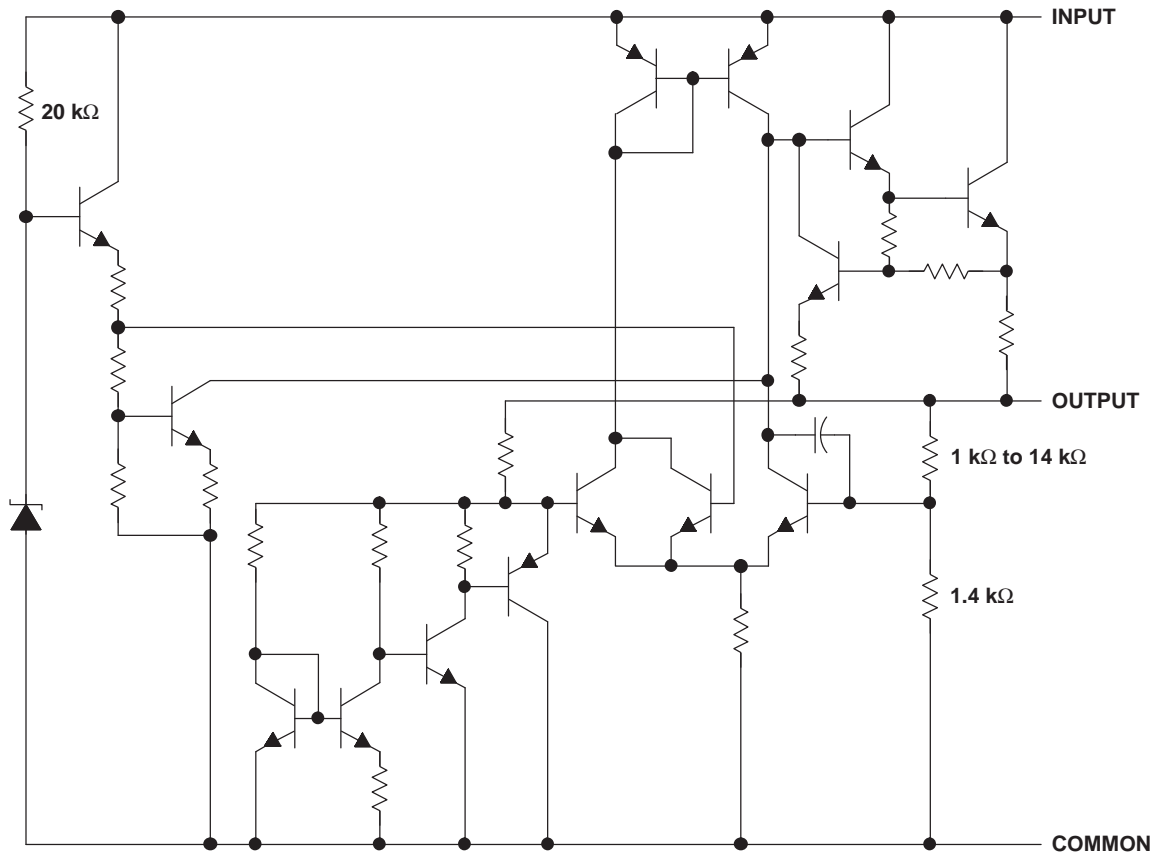 INPUT
20 kΩ
OUTPUT
1 kΩ to 14 kΩ
1.4 kΩ
COMMON